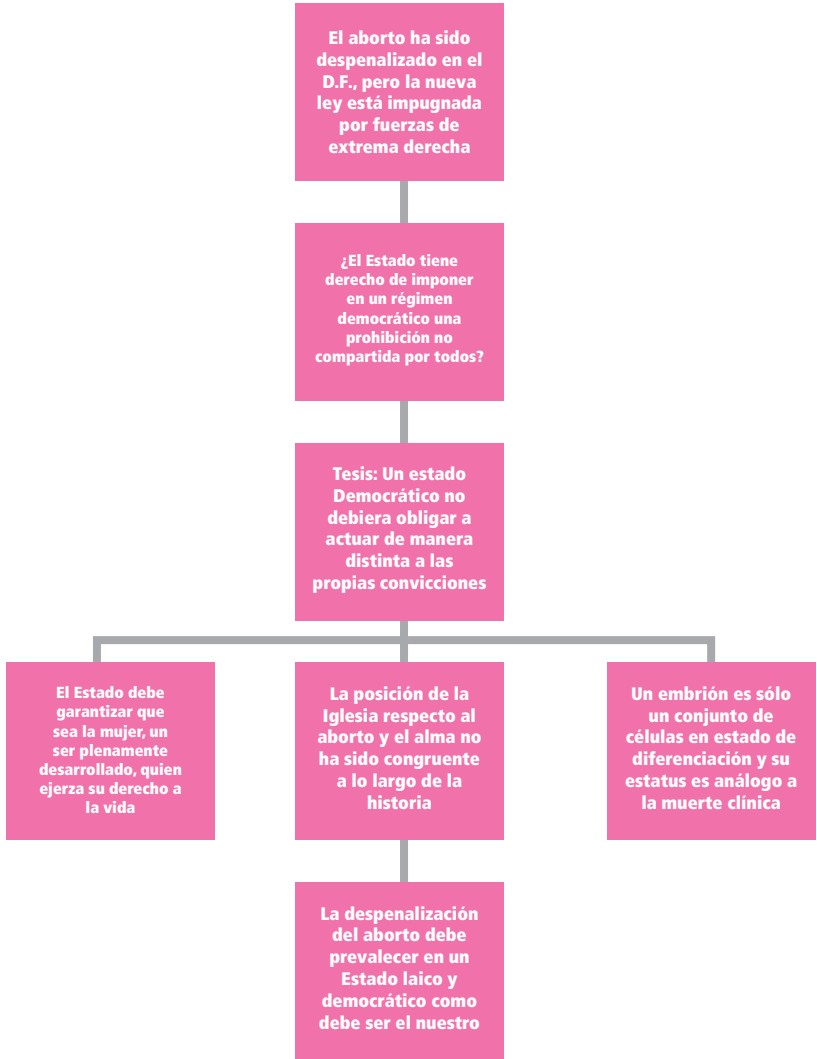 El aborto ha sido
despenalizado en el
D.F., pero la nueva
ley está impugnada
por fuerzas de
extrema derecha
¿El Estado tiene
derecho de imponer
en un régimen
democrático una
prohibición no
compartida por todos?
Tesis: Un estado
Democrático no
debiera obligar a
actuar de manera
distinta a las
propias convicciones
El Estado debe
garantizar que
sea la mujer, un
ser plenamente
desarrollado, quien
ejerza su derecho a
la vida
La posición de la
Iglesia respecto al
aborto y el alma no
ha sido congruente
a lo largo de la
historia
Un embrión es sólo
un conjunto de
células en estado de
diferenciación y su
estatus es análogo a
la muerte clínica
La despenalización
del aborto debe
prevalecer en un
Estado laico y
democrático como
debe ser el nuestro